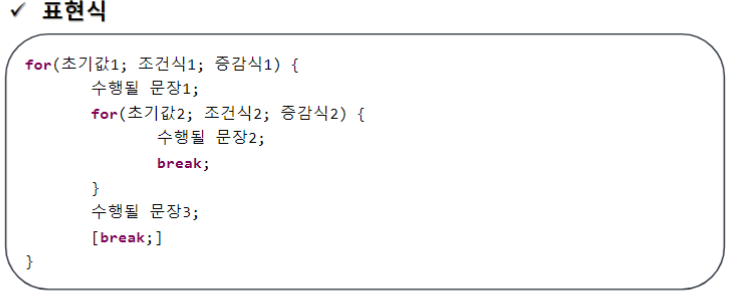 ✓ 표현식
for(초기값1; 조건식1; 증감식1) {
수행될 문장1;
for(초기값2; 조건식2; 증감식2) {
수행될 문장2;
break;
}
수행될 문장3;
[break;]
}